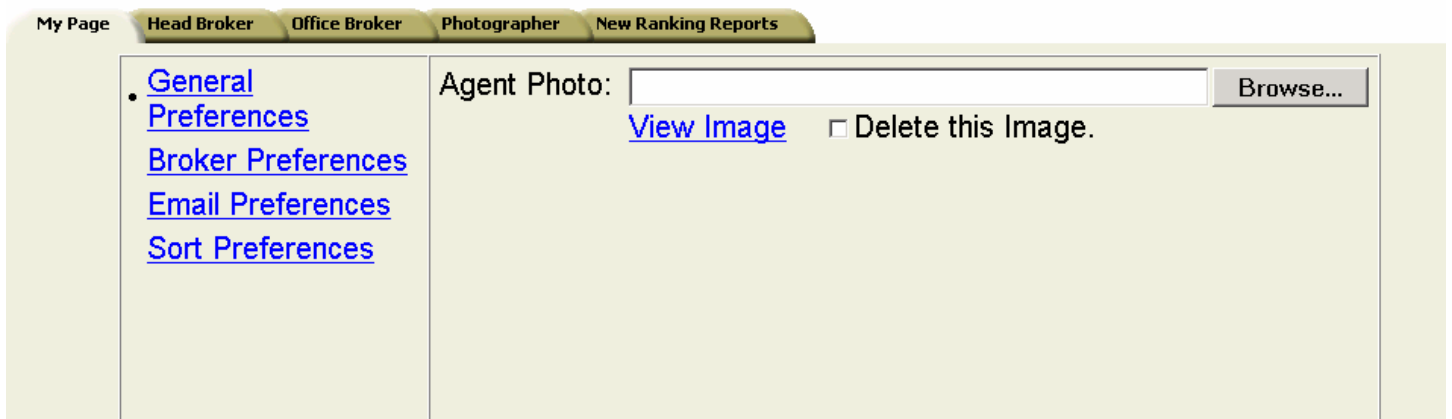 My Page Head Broker Office Broker Photographer New Ranking Reports
General
Preferences
Broker Preferences
Email Preferences
Sort Preferences
Agent Photo: Browse...
View Image Delete this Image.